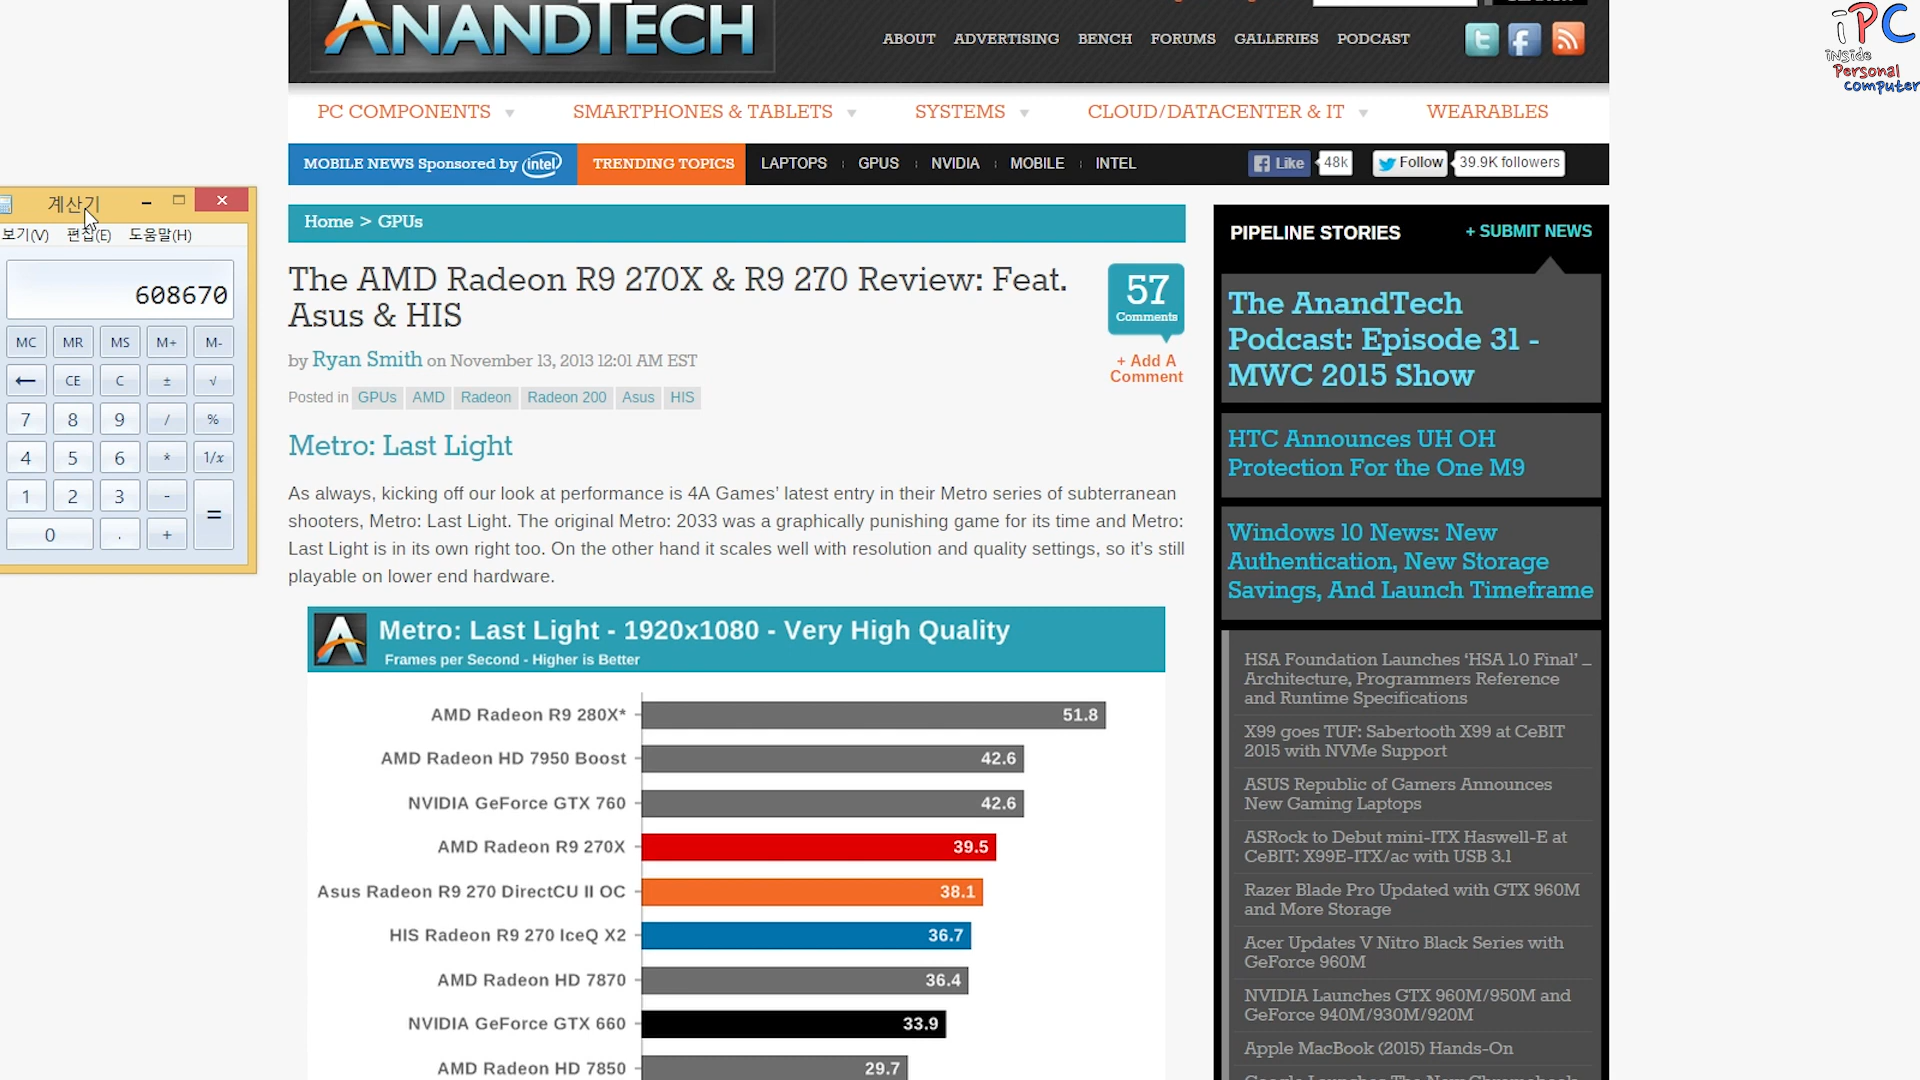 ANANDTECH
ABOUT ADVERTISING BENCH FORUMS GALLERIES PODCAST
iPC
iNSide
Personal
computer
PC COMPONENTS SMARTPHONES & TABLETS SYSTEMS CLOUD/DATACENTER & IT WEARABLES
MOBILE NEWS Sponsored by intel TRENDING TOPICS LAPTOPS GPUS NVIDIA MOBILE INTEL Like 48k Follow 39.9K followers
계산기
보기(V) 편집(E) 도움말(H)
608670
MC MR MS M+ M-
← CE C ± √
7 8 9 / %
4 5 6 * 1/x
1 2 3 - =
0 . +
Home > GPUs
The AMD Radeon R9 270X & R9 270 Review: Feat.
Asus & HIS
by Ryan Smith on November 13, 2013 12:01 AM EST
Posted in GPUs AMD Radeon Radeon 200 Asus HIS
57
Comments
+ Add A
Comment
Metro: Last Light
As always, kicking off our look at performance is 4A Games’ latest entry in their Metro series of subterranean
shooters, Metro: Last Light. The original Metro: 2033 was a graphically punishing game for its time and Metro:
Last Light is in its own right too. On the other hand it scales well with resolution and quality settings, so it’s still
playable on lower end hardware.
Metro: Last Light - 1920x1080 - Very High Quality
Frames per Second - Higher is Better
AMD Radeon R9 280X* 51.8
AMD Radeon HD 7950 Boost 42.6
NVIDIA GeForce GTX 760 42.6
AMD Radeon R9 270X 39.5
Asus Radeon R9 270 DirectCU II OC 38.1
HIS Radeon R9 270 IceQ X2 36.7
AMD Radeon HD 7870 36.4
NVIDIA GeForce GTX 660 33.9
AMD Radeon HD 7850 29.7
PIPELINE STORIES + SUBMIT NEWS
The AnandTech
Podcast: Episode 31 -
MWC 2015 Show
HTC Announces UH OH
Protection For the One M9
Windows 10 News: New
Authentication, New Storage
Savings, And Launch Timeframe
HSA Foundation Launches ‘HSA 1.0 Final’ _
Architecture, Programmers Reference
and Runtime Specifications
X99 goes TUF: Sabertooth X99 at CeBIT
2015 with NVMe Support
ASUS Republic of Gamers Announces
New Gaming Laptops
ASRock to Debut mini-ITX Haswell-E at
CeBIT: X99E-ITX/ac with USB 3.1
Razer Blade Pro Updated with GTX 960M
and More Storage
Acer Updates V Nitro Black Series with
GeForce 960M
NVIDIA Launches GTX 960M/950M and
GeForce 940M/930M/920M
Apple MacBook (2015) Hands-On